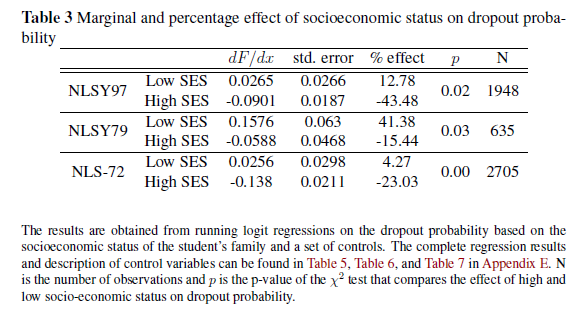 Table 3 Marginal and percentage effect of socioeconomic status on dropout proba-
bility
dF/dx std. error % effect p N
NLSY97 Low SES 0.0265 0.0266 12.78 0.02 1948
High SES -0.0901 0.0187 -43.48
NLSY79 Low SES 0.1576 0.063 41.38 0.03 635
High SES -0.0588 0.0468 -15.44
NLS-72 Low SES 0.0256 0.0298 4.27 0.00 2705
High SES -0.138 0.0211 -23.03
The results are obtained from running logit regressions on the dropout probability based on the
socioeconomic status of the student's family and a set of controls. The complete regression results
and description of control variables can be found in Table 5, Table 6, and Table 7 in Appendix E. N
is the number of observations and p is the p-value of the χ² test that compares the effect of high and
low socio-economic status on dropout probability.